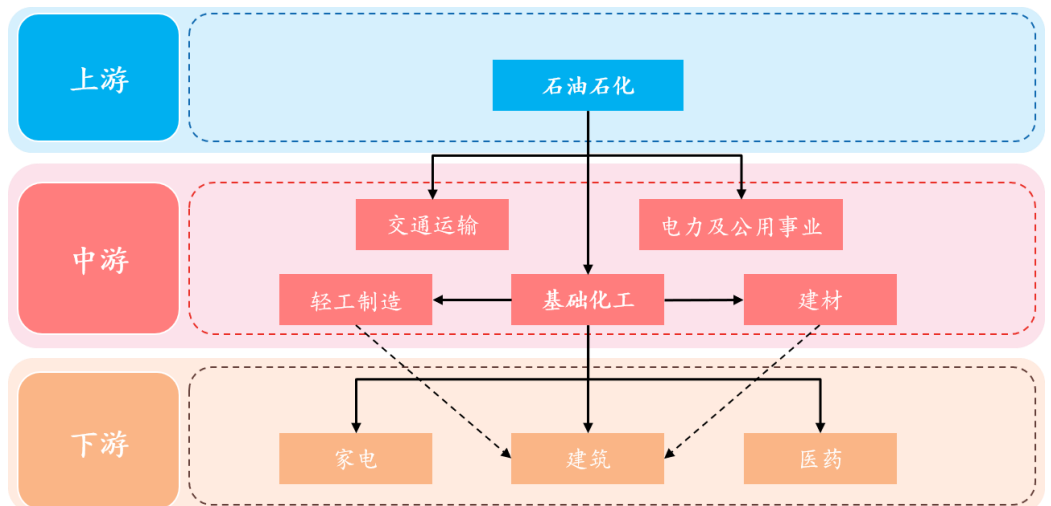 上游
石油石化
中游
交通运输
电力及公用事业
轻工制造
基础化工
建材
下游
家电
建筑
医药